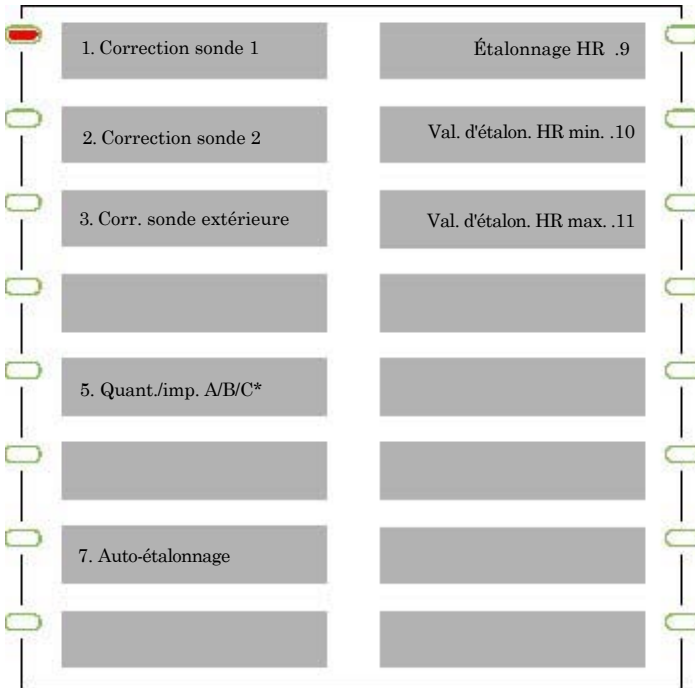 1. Correction sonde 1
2. Correction sonde 2
3. Corr. sonde extérieure
5. Quant./imp. A/B/C*
7. Auto-étalonnage
Étalonnage HR .9
Val. d'étalon. HR min. .10
Val. d'étalon. HR max. .11